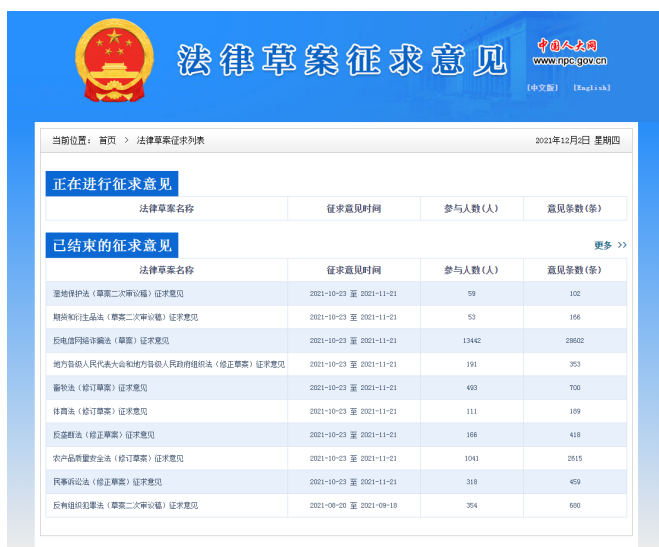 法律草案征求意见
中国人大网
www.npc.gov.cn
[中文版] [English]
当前位置： 首页 > 法律草案征求列表 2021年12月2日 星期四
正在进行征求意见
法律草案名称 征求意见时间 参与人数(人) 意见条数(条)
已结束的征求意见 更多 >>
法律草案名称 征求意见时间 参与人数(人) 意见条数(条)
湿地保护法（草案二次审议稿）征求意见 2021-10-23 至 2021-11-21 59 102
期货和衍生品法（草案二次审议稿）征求意见 2021-10-23 至 2021-11-21 53 166
反电信网络诈骗法（草案）征求意见 2021-10-23 至 2021-11-21 13442 28602
地方各级人民代表大会和地方各级人民政府组织法（修正草案）征求意见 2021-10-23 至 2021-11-21 191 353
畜牧法（修订草案）征求意见 2021-10-23 至 2021-11-21 493 700
体育法（修订草案）征求意见 2021-10-23 至 2021-11-21 111 189
反垄断法（修正草案）征求意见 2021-10-23 至 2021-11-21 166 418
农产品质量安全法（修订草案）征求意见 2021-10-23 至 2021-11-21 1041 2615
民事诉讼法（修正草案）征求意见 2021-10-23 至 2021-11-21 318 459
反有组织犯罪法（草案二次审议稿）征求意见 2021-08-20 至 2021-09-18 354 680